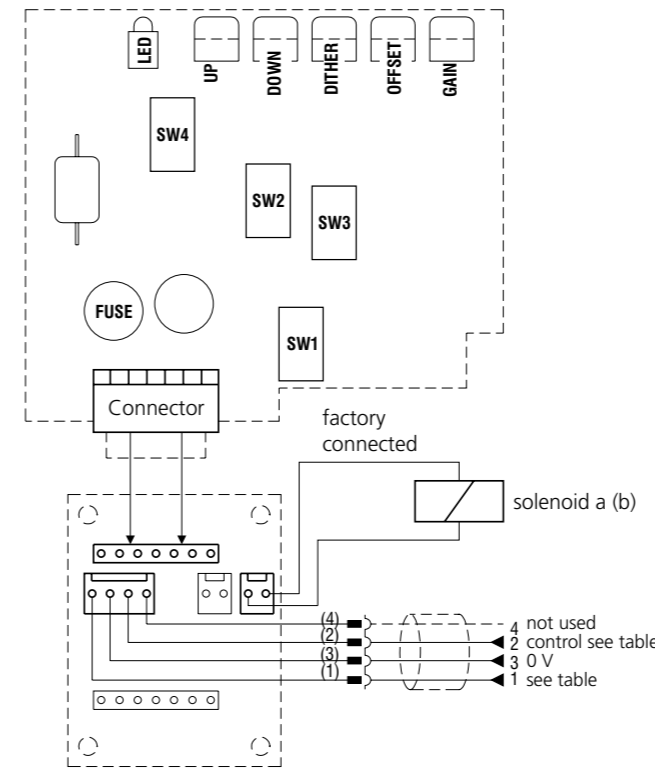 LED
UP
DOWN
DITHER
OFFSET
GAIN
SW4
SW2
SW3
FUSE
SW1
Connector
factory
connected
solenoid a (b)
(4) 4 not used
(2) 2 control see table
(3) 3 0 V
(1) 1 see table